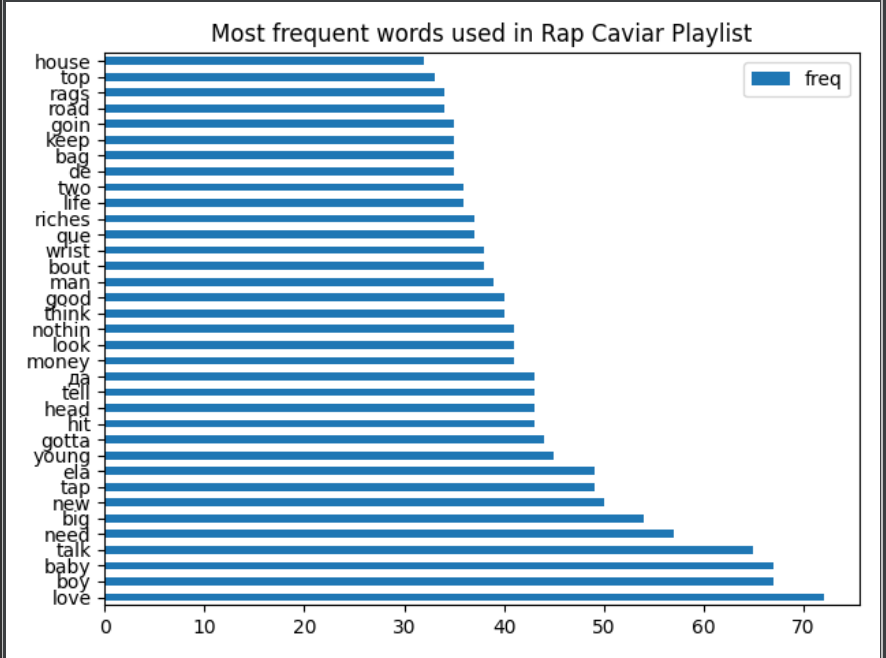 Most frequent words used in Rap Caviar Playlist
freq
house
top
rags
road
goin
keep
bag
de
two
life
riches
que
wrist
bout
man
good
think
nothin
look
money
да
tell
head
hit
gotta
young
ela
tap
new
big
need
talk
baby
boy
love
0 10 20 30 40 50 60 70